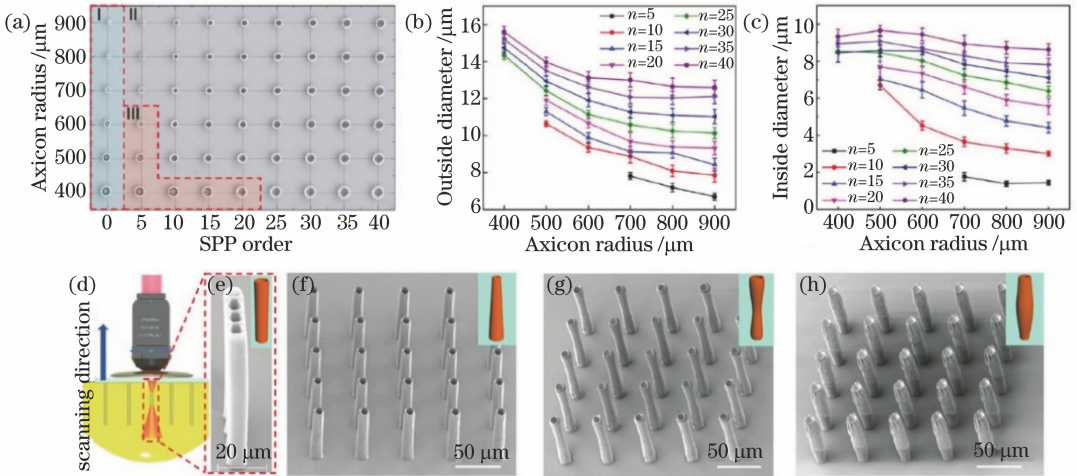 (a)
Axicon radius /μm
900
800
700
600
500
400
I
II
III
0 5 10 15 20 25 30 35 40
SPP order
(b)
Outside diameter /μm
16
14
12
10
8
6
n=5
n=10
n=15
n=20
n=25
n=30
n=35
n=40
400 500 600 700 800 900
Axicon radius /μm
(c)
Inside diameter /μm
10
8
6
4
2
0
n=5
n=10
n=15
n=20
n=25
n=30
n=35
n=40
400 500 600 700 800 900
Axicon radius /μm
(d)
scanning direction
(e)
20 μm
(f)
50 μm
(g)
50 μm
(h)
50 μm